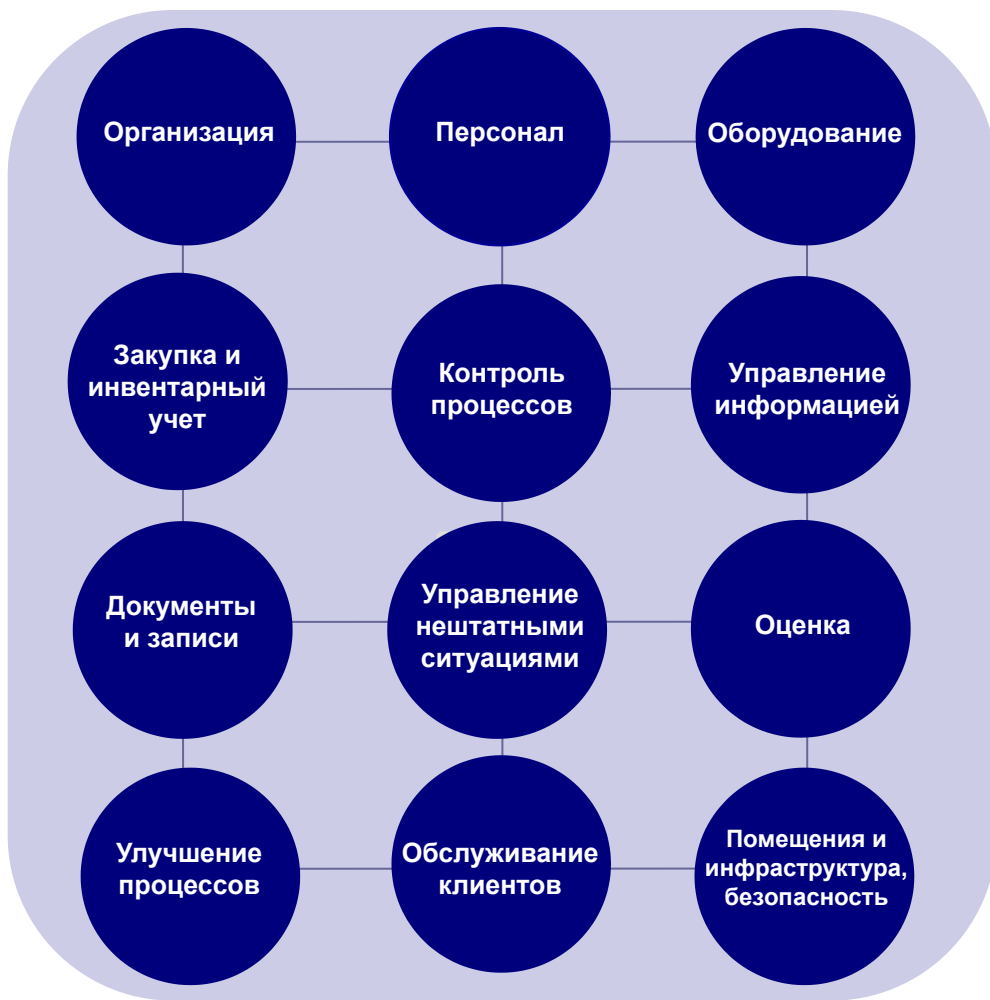 Организация
Персонал
Оборудование
Закупка и
инвентарный
учет
Контроль
процессов
Управление
информацией
Документы
и записи
Управление
нештатными
ситуациями
Оценка
Улучшение
процессов
Обслуживание
клиентов
Помещения и
инфраструктура,
безопасность